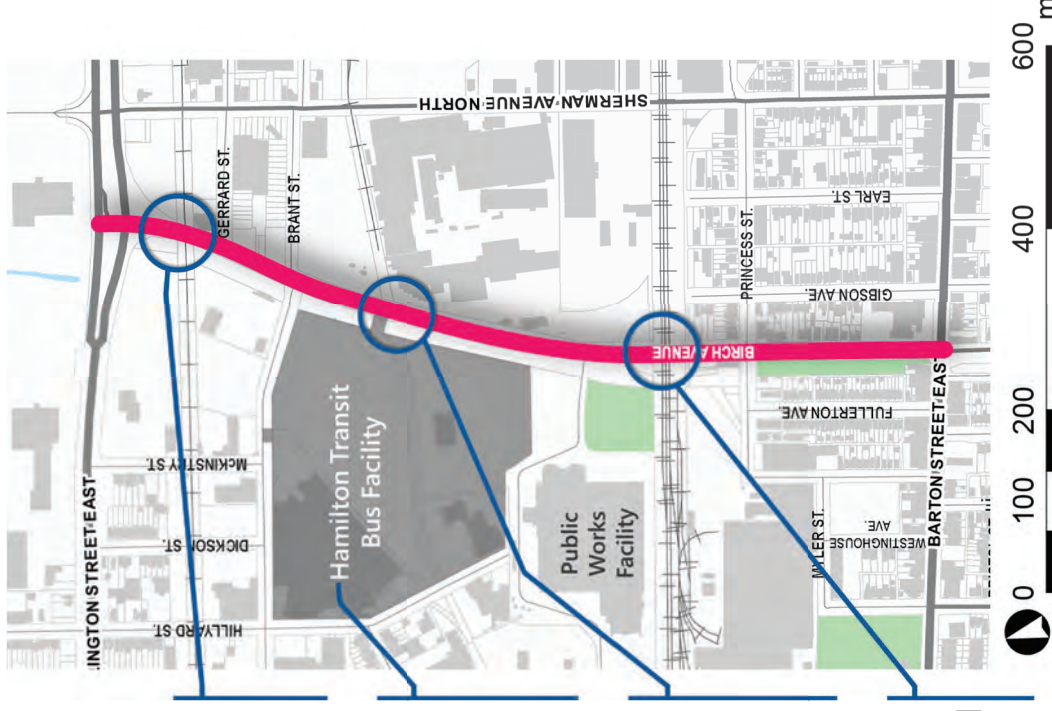 SHERMAN AVENUE NORTH
GERRARD ST.
BRANT ST.
PRINCESS ST.
EARL ST.
GIBSON AVE.
BIRCH AVENUE
FULLERTON AVE.
McKINSTRY ST.
DICKSON ST.
HILLYARD ST.
INGTON STREET EAST
Hamilton Transit
Bus Facility
Public
Works
Facility
MILLER ST.
WESTINGHOUSE
AVE.
BARTON STREET EAST
0
100
200
400
600
m